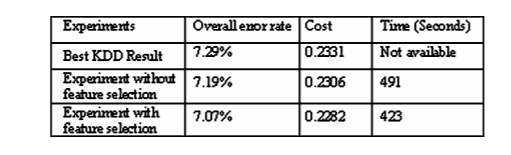 Experiments Overall error rate Cost Time (Seconds)
Best KDD Result 7.29% 0.2331 Not available
Experiment without 7.19% 0.2306 491
feature selection
Experiment with 7.07% 0.2282 423
feature selection